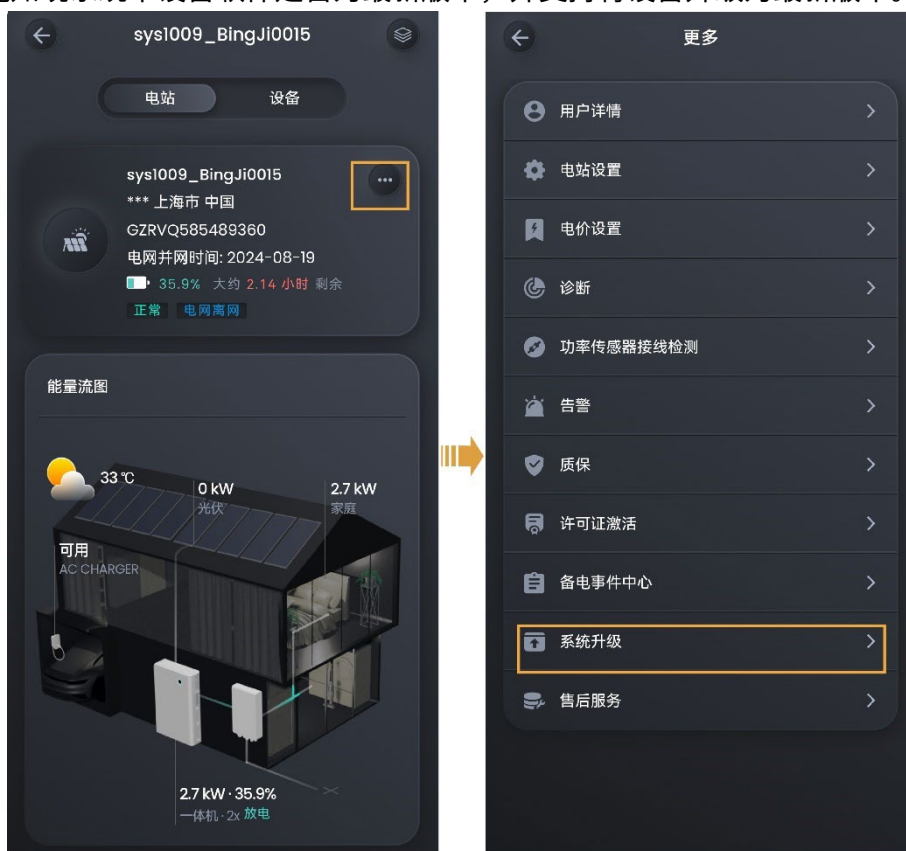 sys1009_BingJi0015
电站
设备
sys1009_BingJi0015
*** 上海市 中国
GZRVQ585489360
电网并网时间: 2024-08-19
35.9% 大约 2.14 小时 剩余
正常 电网离网
能量流图
33 ℃
0 kW
光伏
2.7 kW
家庭
可用
AC CHARGER
2.7 kW · 35.9%
一体机 · 2x 放电
更多
用户详情
电站设置
电价设置
诊断
功率传感器接线检测
告警
质保
许可证激活
备电事件中心
系统升级
售后服务